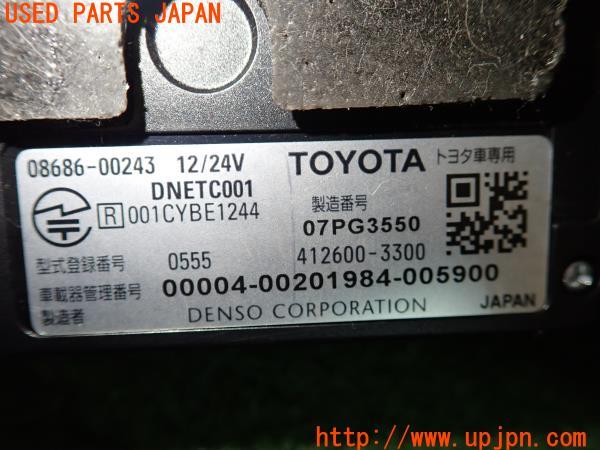 USED PARTS JAPAN
08686-00243 12/24V TOYOTA トヨタ車専用
DNETC001
R 001CYBE1244
製造番号
07PG3550
型式登録番号 0555 412600-3300
車載器管理番号 00004-00201984-005900
製造者 DENSO CORPORATION JAPAN
UPJ www.upjpn.com